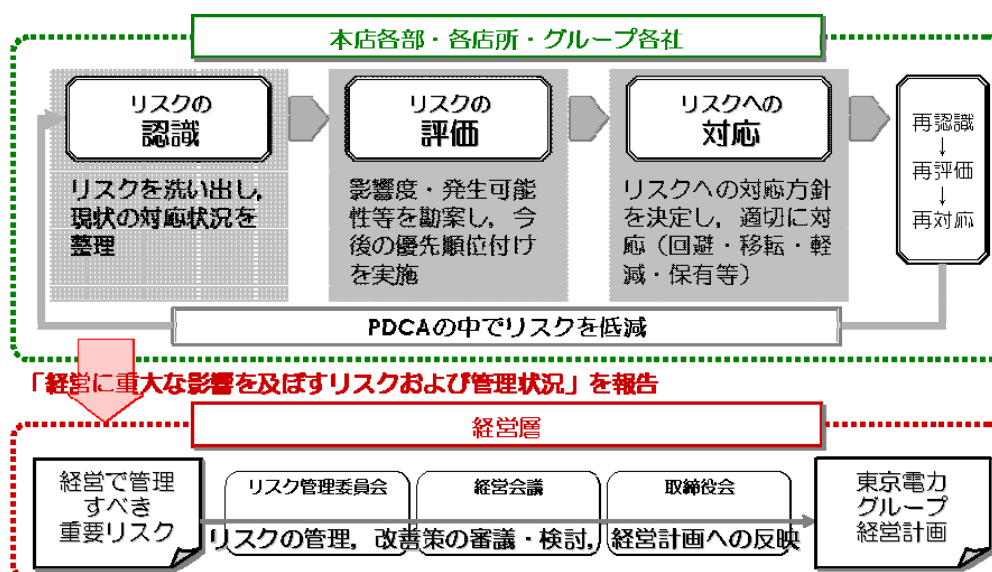 本店各部・各店所・グループ各社
リスクの
認識
リスクの
評価
リスクへの
対応
再認識
↓
再評価
↓
再対応
リスクを洗い出し，
現状の対応状況を
整理
影響度・発生可能
性等を勘案し，今
後の優先順位付け
を実施
リスクへの対応方針
を決定し，適切に対
応（回避・移転・軽
減・保有等）
PDCAの中でリスクを低減
「経営に重大な影響を及ぼすリスクおよび管理状況」を報告
経営層
経営で管理
すべき
重要リスク
リスク管理委員会
経営会議
取締役会
リスクの管理，改善策の審議・検討，経営計画への反映
東京電力
グループ
経営計画